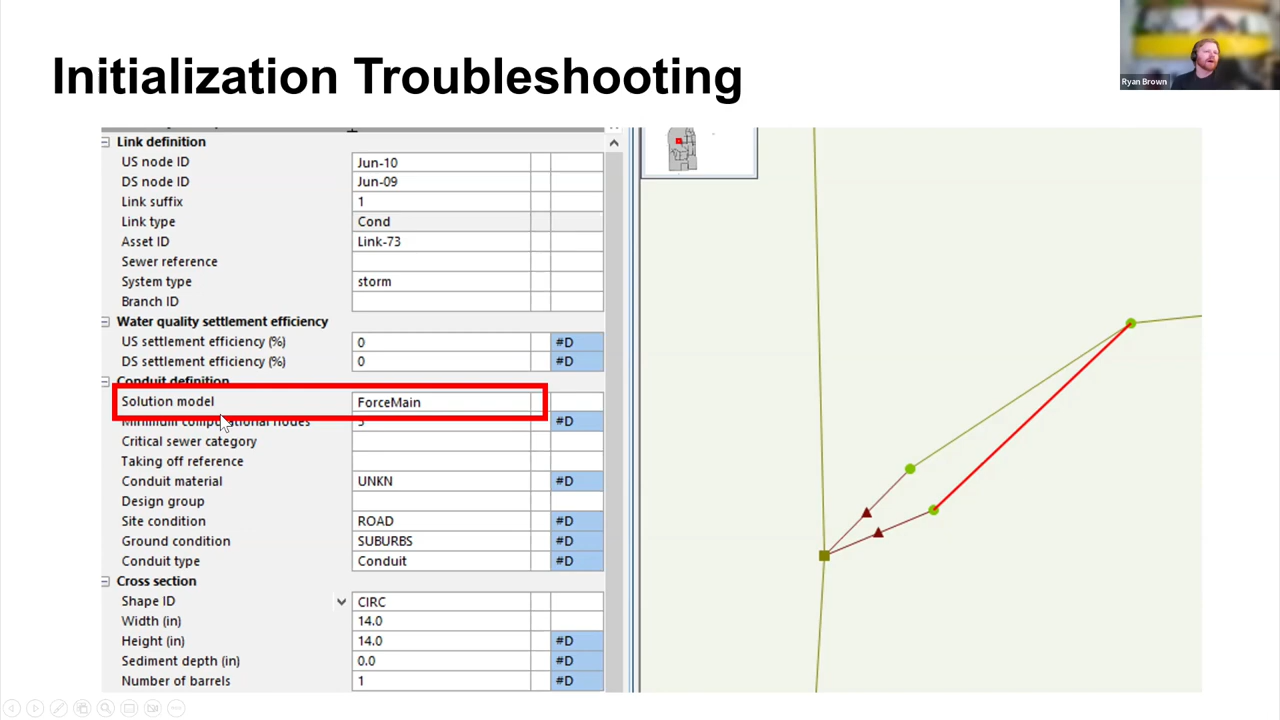 Initialization Troubleshooting
Ryan Brown
Link definition
US node ID Jun-10
DS node ID Jun-09
Link suffix 1
Link type Cond
Asset ID Link-73
Sewer reference
System type storm
Branch ID
Water quality settlement efficiency
US settlement efficiency (%) 0 #D
DS settlement efficiency (%) 0 #D
Conduit definition
Solution model ForceMain
Minimum computational nodes 5 #D
Critical sewer category
Taking off reference
Conduit material UNKN #D
Design group
Site condition ROAD #D
Ground condition SUBURBS #D
Conduit type Conduit #D
Cross section
Shape ID CIRC
Width (in) 14.0
Height (in) 14.0 #D
Sediment depth (in) 0.0 #D
Number of barrels 1 #D